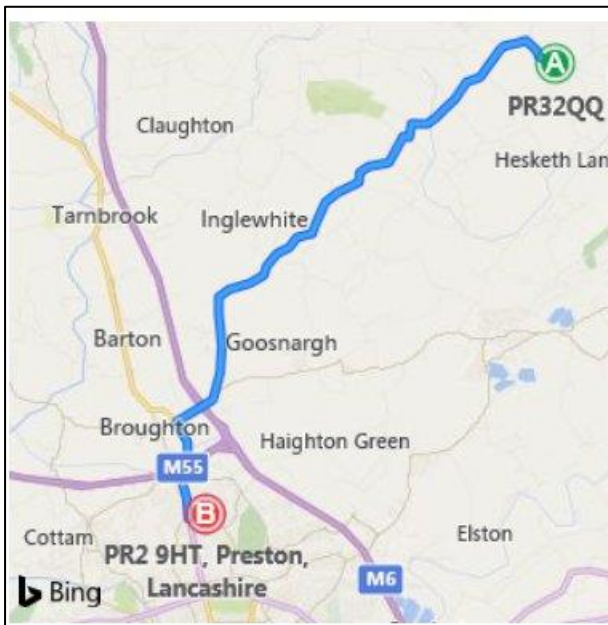 A
PR32QQ
Claughton
Hesketh Lan
Tarnbrook
Inglewhite
Barton
Goosnargh
Broughton
Haighton Green
M55
B
Cottam
Elston
PR2 9HT, Preston,
Lancashire
M6
Bing